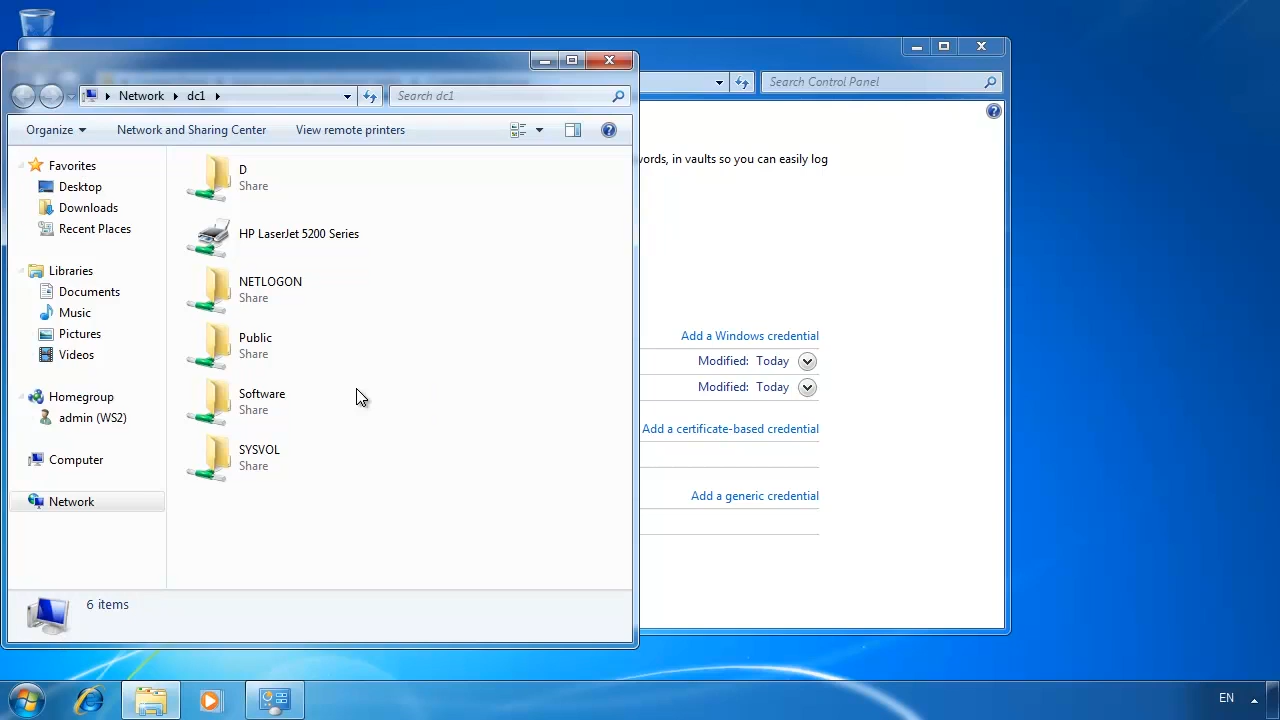 Search Control Panel
Network
dc1
Search dc1
Organize
Network and Sharing Center
View remote printers
Favorites
Desktop
Downloads
Recent Places
Libraries
Documents
Music
Pictures
Videos
Homegroup
admin (WS2)
Computer
Network
D
Share
HP LaserJet 5200 Series
NETLOGON
Share
Public
Share
Software
Share
SYSVOL
Share
6 items
in vaults so you can easily log
Add a Windows credential
Modified: Today
Modified: Today
Add a certificate-based credential
Add a generic credential
EN